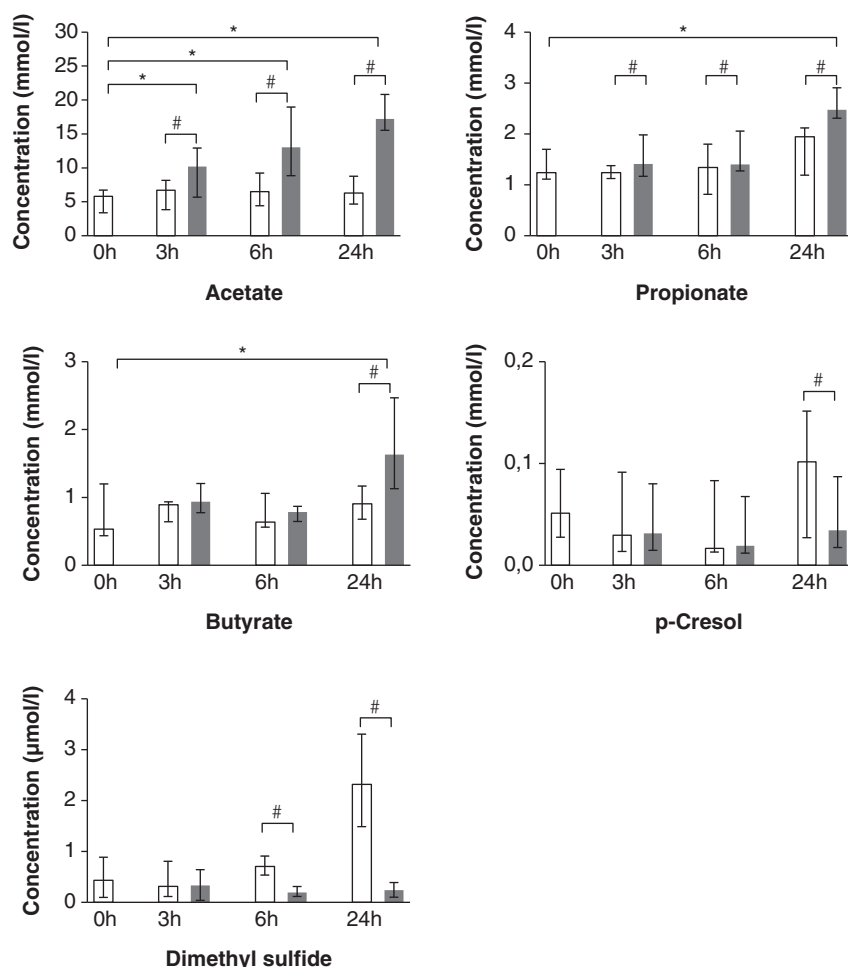 Concentration (mmol/l)
30
25
20
15
10
5
0
*
*
*
#
#
#
0h 3h 6h 24h
Acetate
Concentration (mmol/l)
4
3
2
1
0
*
#
#
#
0h 3h 6h 24h
Propionate
Concentration (mmol/l)
3
2
1
0
*
#
0h 3h 6h 24h
Butyrate
Concentration (mmol/l)
0,2
0,1
0,0
#
0h 3h 6h 24h
p-Cresol
Concentration (µmol/l)
4
3
2
1
0
#
#
0h 3h 6h 24h
Dimethyl sulfide